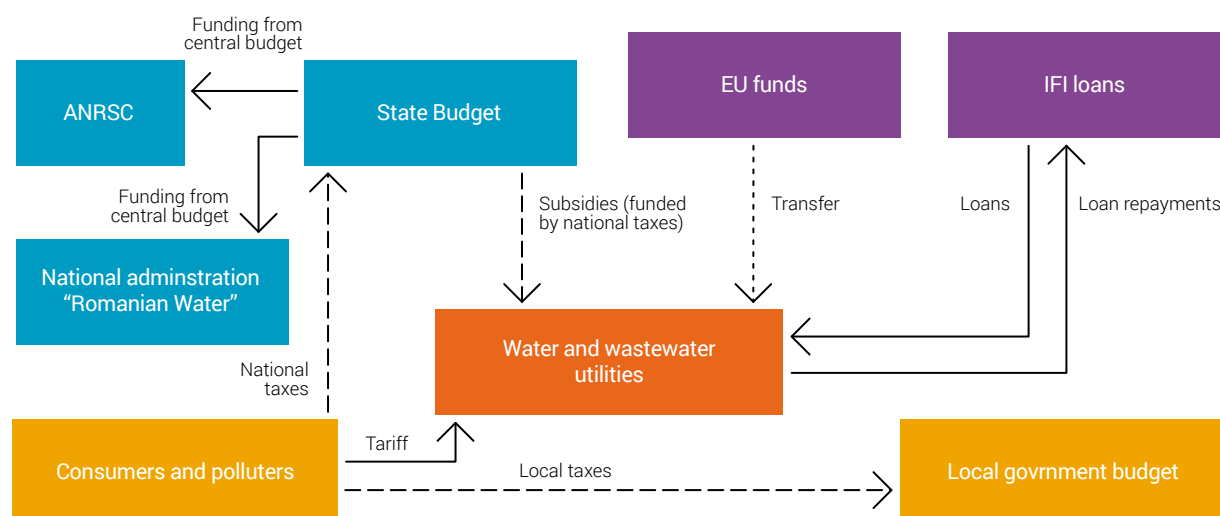 Funding from
central budget
ANRSC
State Budget
EU funds
IFI loans
Funding from
central budget
Subsidies (funded
by national taxes)
Transfer
Loans
Loan repayments
National adminstration
“Romanian Water”
Water and wastewater
utilities
National
taxes
Consumers and polluters
Tariff
Local taxes
Local govrnment budget